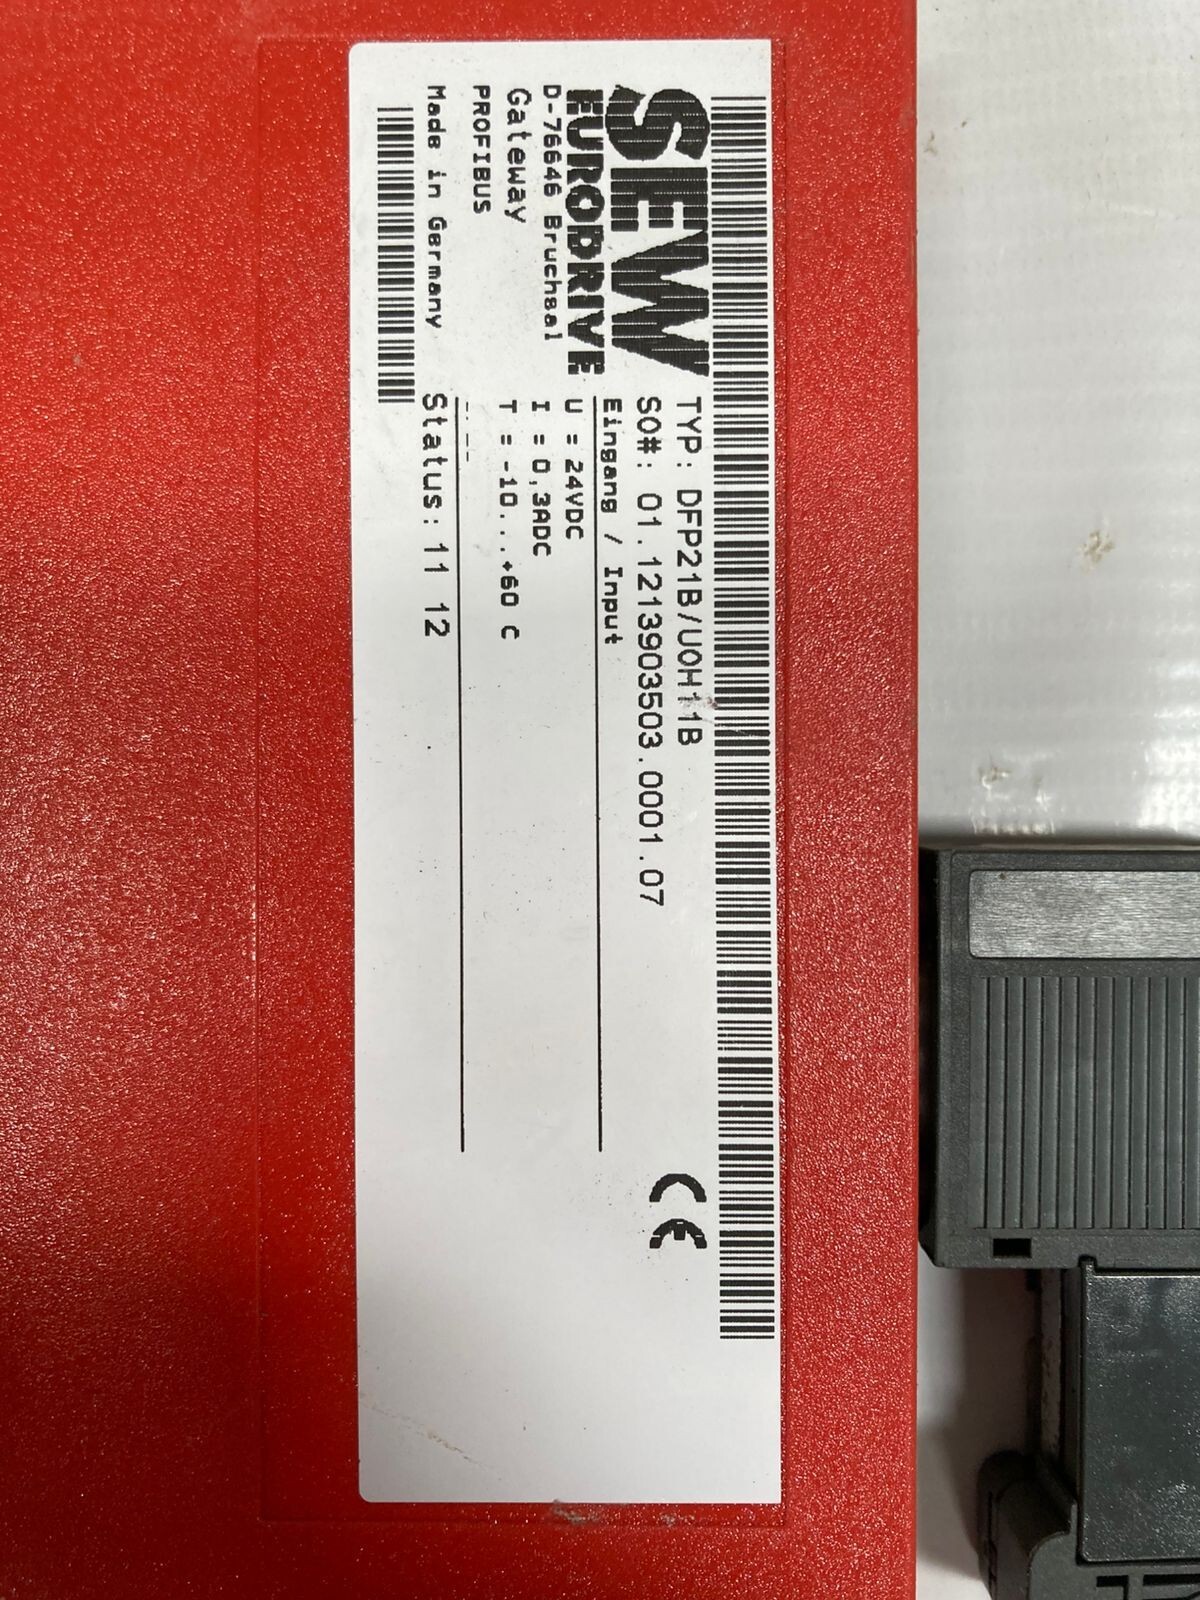 SEW
EURODRIVE
D-76646 Bruchsal
Gateway
PROFIBUS
Made in Germany
TYP: DFP21B/UOH11B
SO#: 01.1213903503.0001.07
Eingang / Input
U = 24VDC
I = 0,3ADC
T = -10...+60 C
Status: 11 12
CE